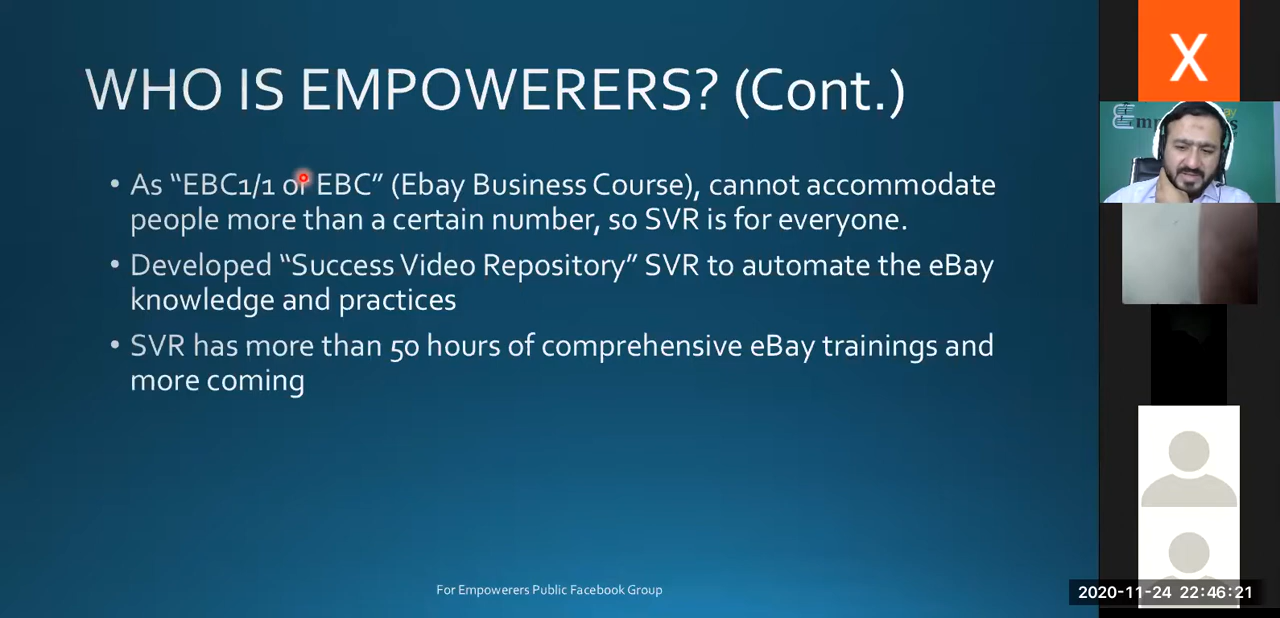 WHO IS EMPOWERERS? (Cont.)
• As “EBC1/1 or EBC” (Ebay Business Course), cannot accommodate
people more than a certain number, so SVR is for everyone.
• Developed “Success Video Repository” SVR to automate the eBay
knowledge and practices
• SVR has more than 50 hours of comprehensive eBay trainings and
more coming
For Empowerers Public Facebook Group
X
2020-11-24 22:46:21